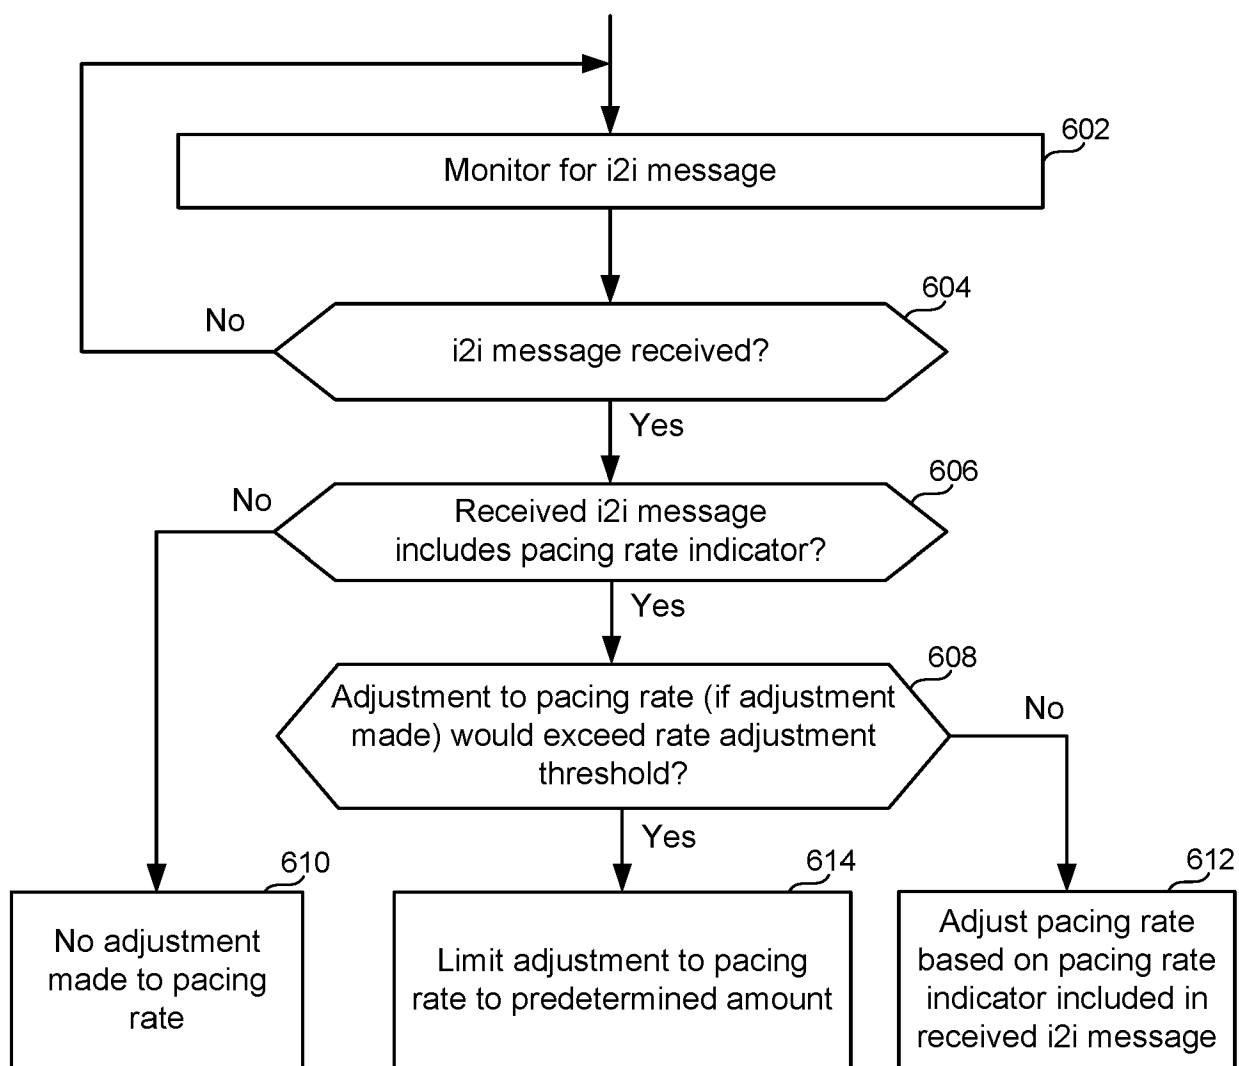 602
Monitor for i2i message
604
No
i2i message received?
Yes
606
No
Received i2i message
includes pacing rate indicator?
Yes
608
Adjustment to pacing rate (if adjustment
made) would exceed rate adjustment
threshold?
No
Yes
610
No adjustment
made to pacing
rate
614
Limit adjustment to pacing
rate to predetermined amount
612
Adjust pacing rate
based on pacing rate
indicator included in
received i2i message